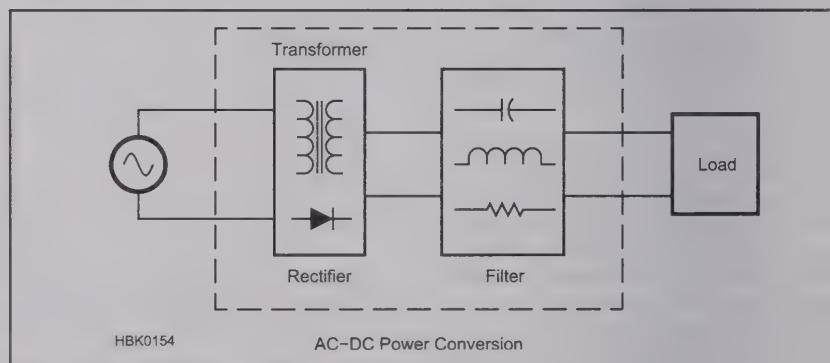 Transformer
Load
Rectifier
Filter
HBK0154
AC-DC Power Conversion